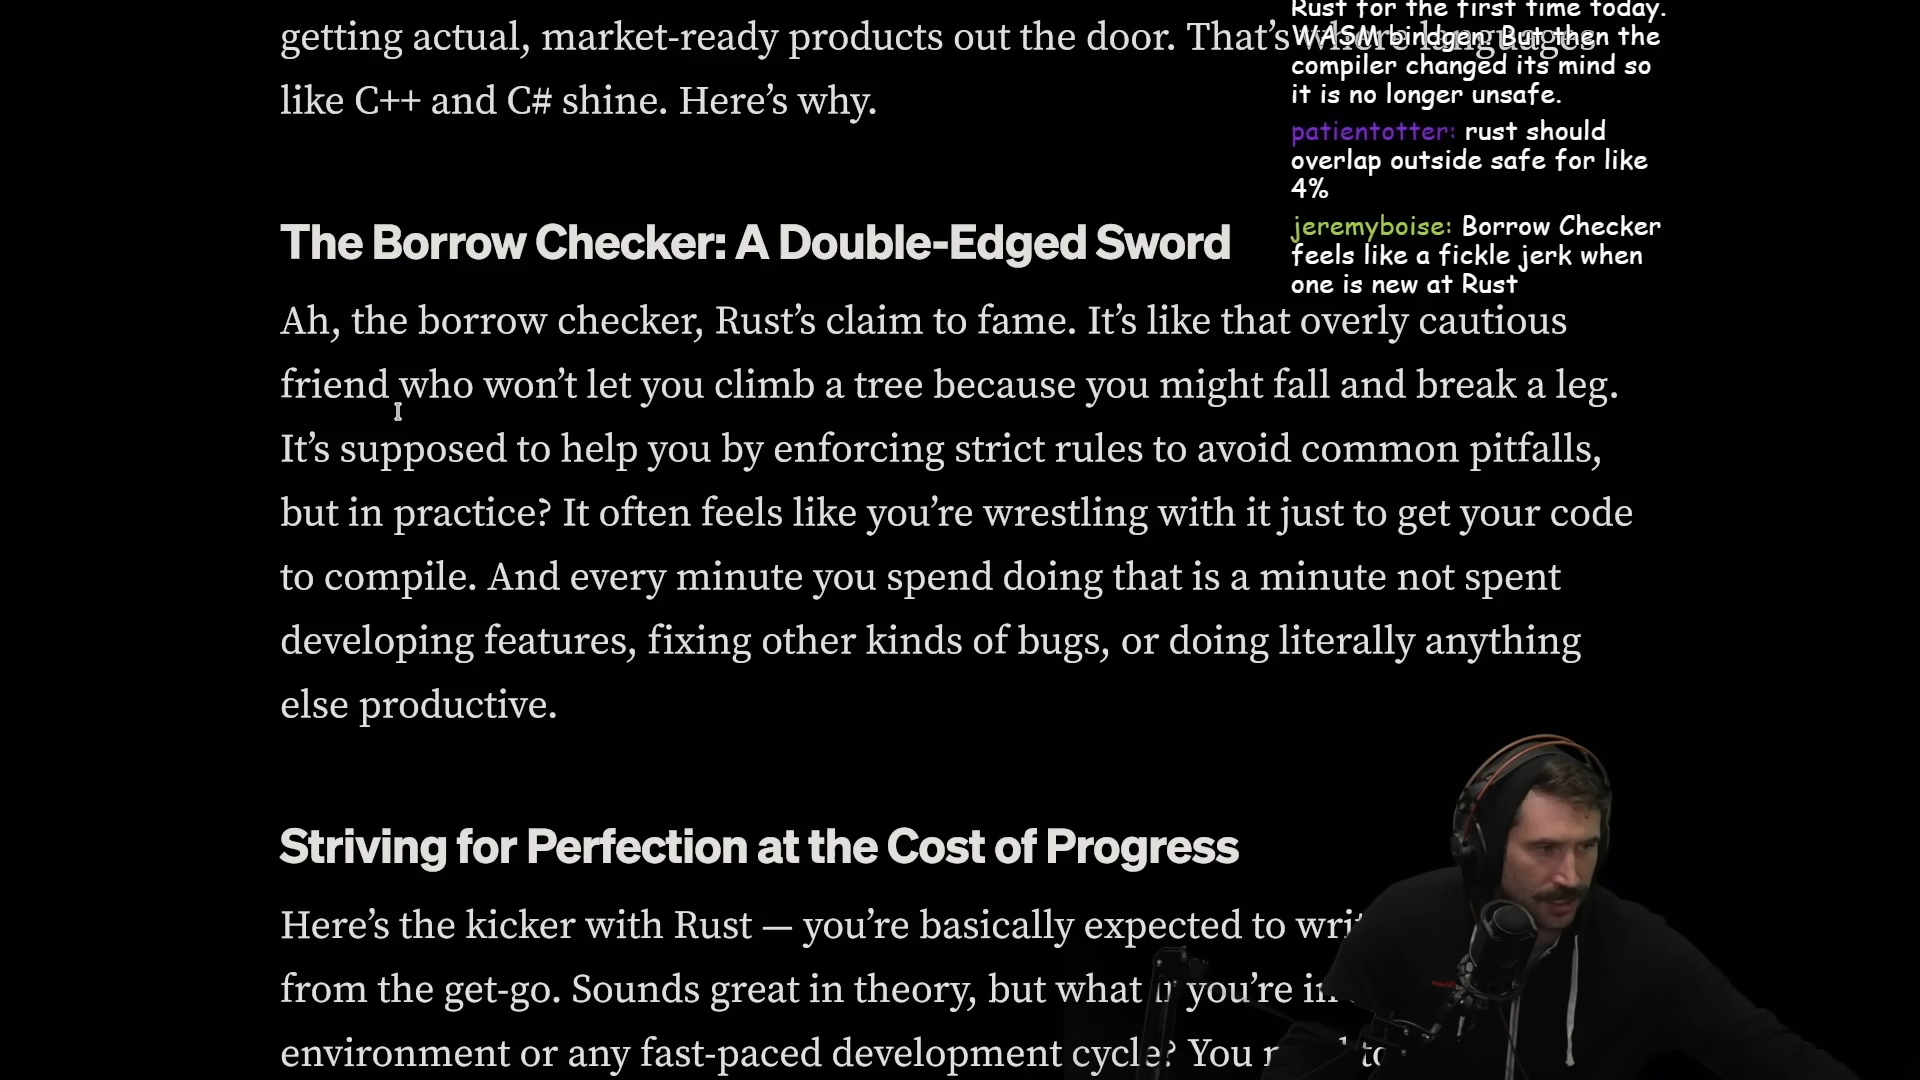 getting actual, market-ready products out the door. That's where languages
like C++ and C# shine. Here's why.
The Borrow Checker: A Double-Edged Sword
Ah, the borrow checker, Rust's claim to fame. It's like that overly cautious
friend who won't let you climb a tree because you might fall and break a leg.
It's supposed to help you by enforcing strict rules to avoid common pitfalls,
but in practice? It often feels like you're wrestling with it just to get your code
to compile. And every minute you spend doing that is a minute not spent
developing features, fixing other kinds of bugs, or doing literally anything
else productive.
Striving for Perfection at the Cost of Progress
Here's the kicker with Rust — you're basically expected to
from the get-go. Sounds great in theory, but what if you're in
environment or any fast-paced development cycle? You
Rust for the first time today.
WASM bindgen. But then the
compiler changed its mind so
it is no longer unsafe.
patientotter: rust should
overlap outside safe for like
4%
jeremyboise: Borrow Checker
feels like a fickle jerk when
one is new at Rust